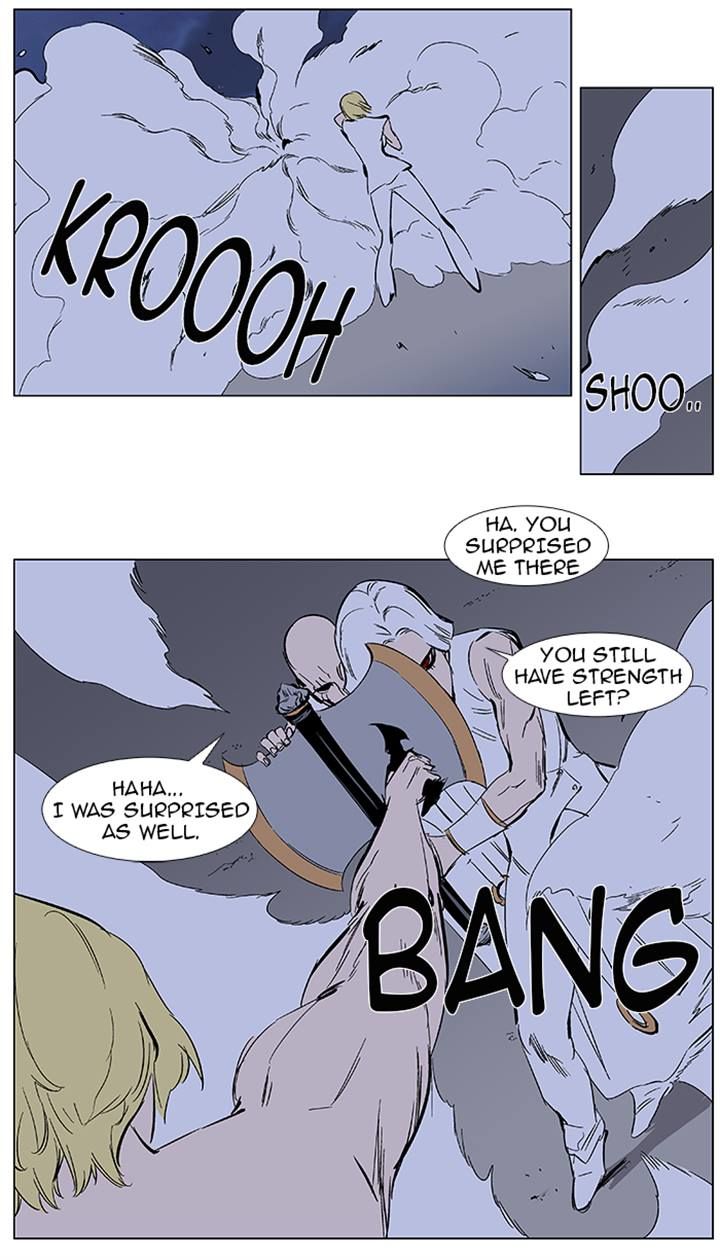 KROOOH
SHOO..
HA, YOU
SURPRISED
ME THERE
YOU STILL
HAVE STRENGTH
LEFT?
HAHA...
I WAS SURPRISED
AS WELL.
BANG